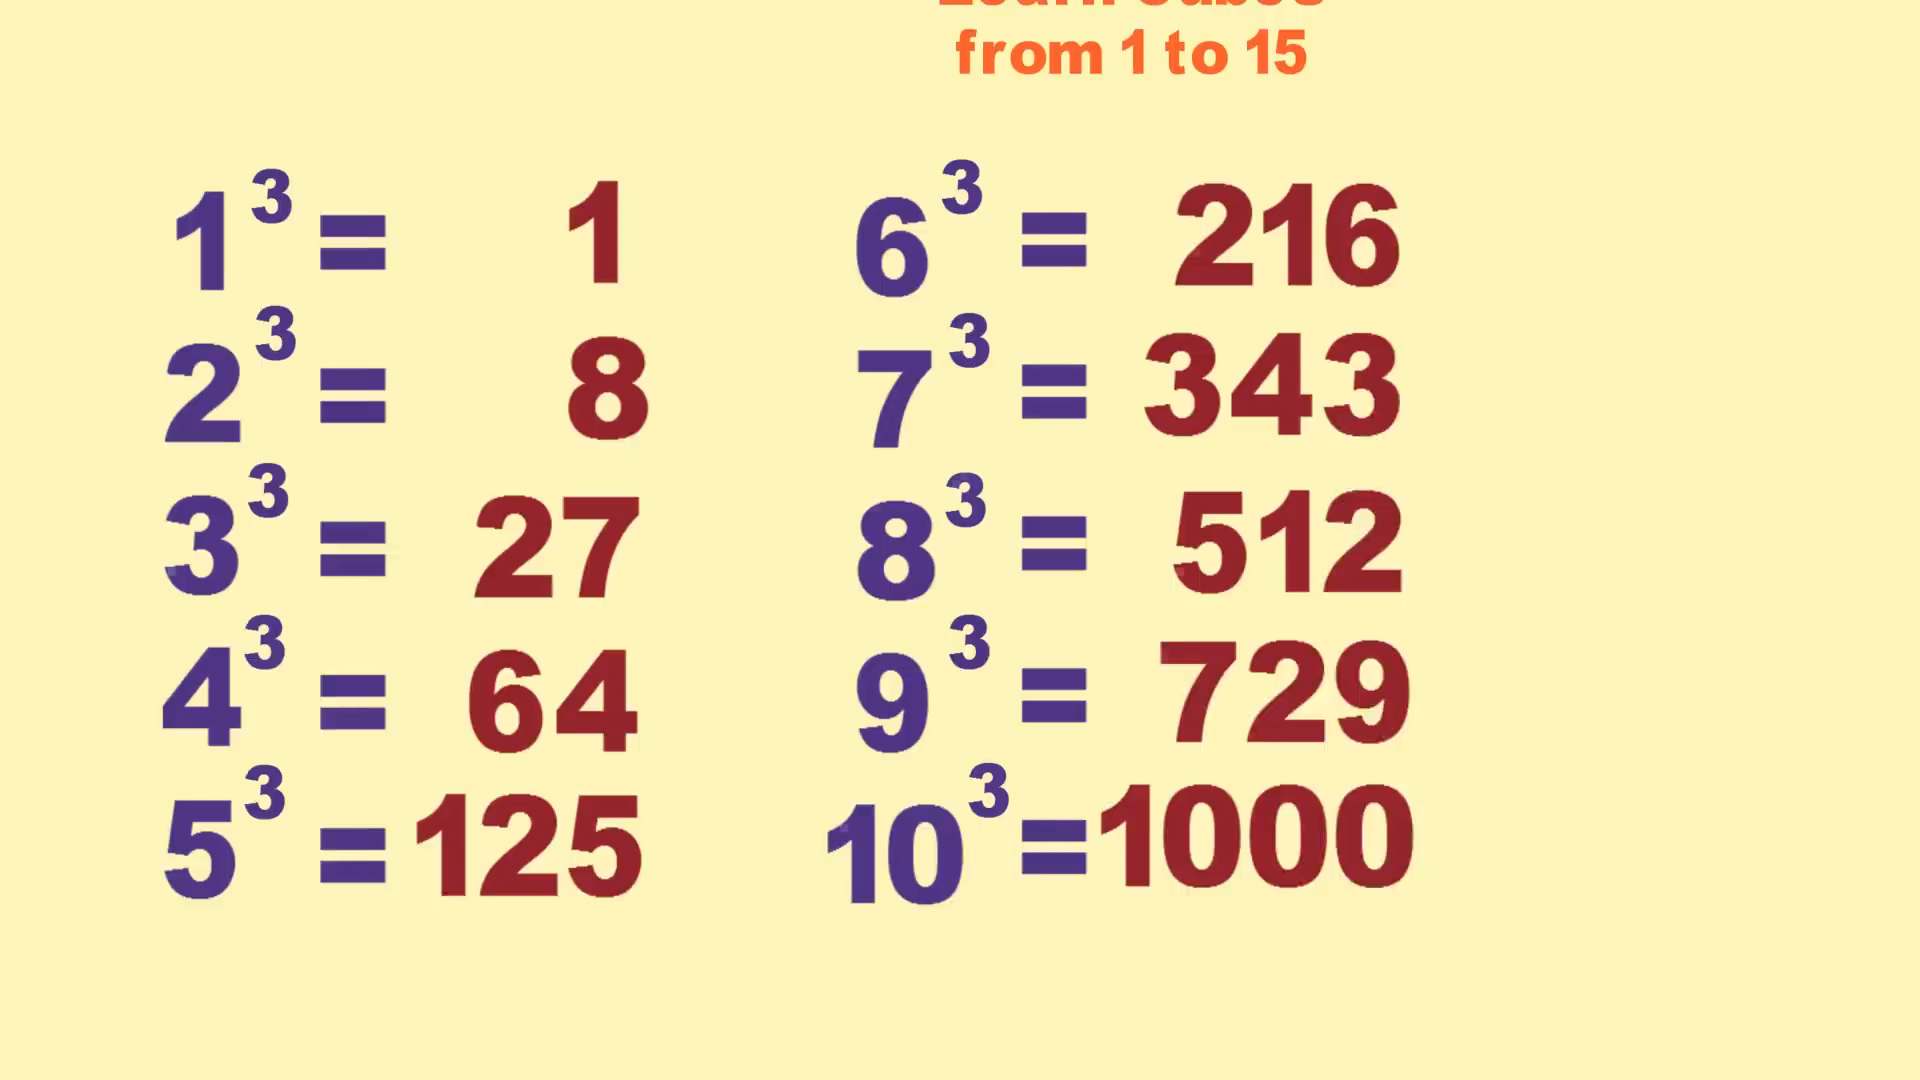 from 1 to 15
1³ = 1
2³ = 8
3³ = 27
4³ = 64
5³ = 125
6³ = 216
7³ = 343
8³ = 512
9³ = 729
10³ = 1000